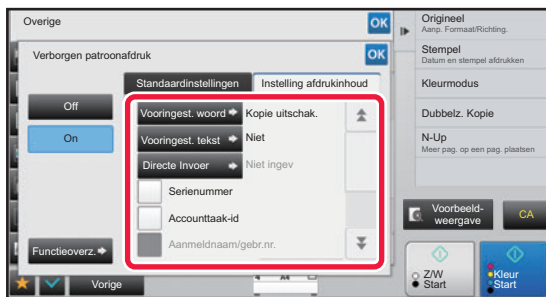 Overige
OK
Verborgen patroonafdruk
OK
Standaardinstellingen
Instelling afdrukinhoud
Off
On
Vooringest. woord
Kopie uitschak.
Vooringest. tekst
Niet
Directe Invoer
Niet ingev
Serienummer
Accounttaak-id
Aanmeldnaam/gebr.nr.
Functieoverz.
Vorige
A4
Origineel
Aanp. Formaat/Richting.
Stempel
Datum en stempel afdrukken
Kleurmodus
Dubbelz. Kopie
N-Up
Meer pag. op een pag. plaatsen
Voorbeeld-
weergave
CA
Z/W
Start
Kleur
Start